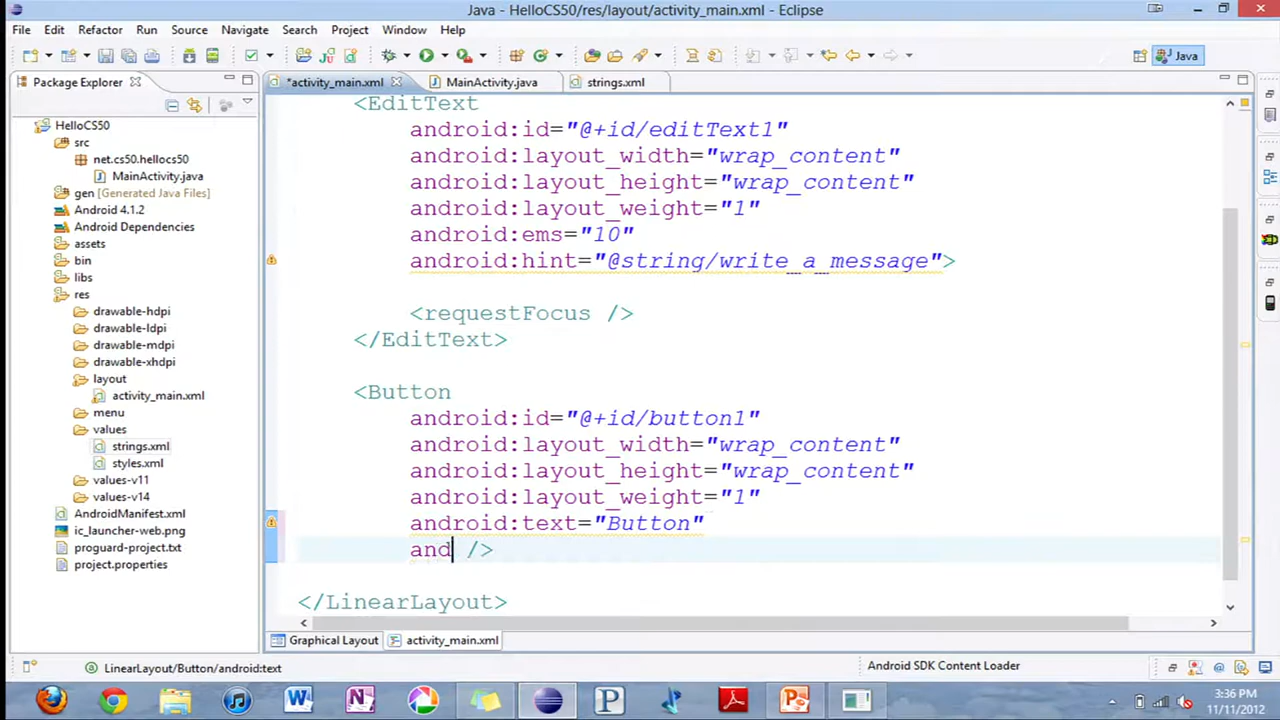 Java - HelloCS50/res/layout/activity_main.xml - Eclipse
File Edit Refactor Run Source Navigate Search Project Window Help
Java
Package Explorer
*activity_main.xml MainActivity.java strings.xml
HelloCS50
src
net.cs50.hellocs50
MainActivity.java
gen [Generated Java Files]
Android 4.1.2
Android Dependencies
assets
bin
libs
res
drawable-hdpi
drawable-ldpi
drawable-mdpi
drawable-xhdpi
layout
activity_main.xml
menu
values
strings.xml
styles.xml
values-v11
values-v14
AndroidManifest.xml
ic_launcher-web.png
proguard-project.txt
project.properties
<EditText
android:id="@+id/editText1"
android:layout_width="wrap_content"
android:layout_height="wrap_content"
android:layout_weight="1"
android:ems="10"
android:hint="@string/write_a_message">
<requestFocus />
</EditText>
<Button
android:id="@+id/button1"
android:layout_width="wrap_content"
android:layout_height="wrap_content"
android:layout_weight="1"
android:text="Button"
and />
</LinearLayout>
Graphical Layout activity_main.xml
LinearLayout/Button/android:text
Android SDK Content Loader
3:36 PM
11/11/2012